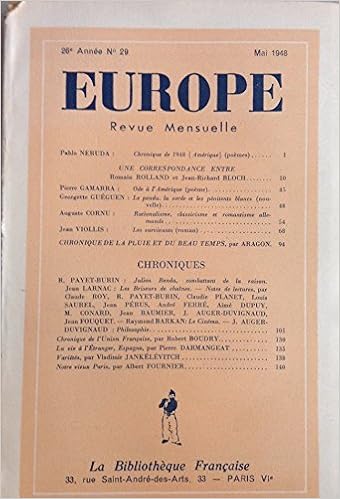 26e Année No 29 Mai 1948
EUROPE
Revue Mensuelle
Pablo NERUDA : Chronique de 1948 (Amérique) (poèmes)...... 1
UNE CORRESPONDANCE ENTRE
Romain ROLLAND et Jean-Richard BLOCH...... 10
Pierre GAMARRA : Ode à l'Amérique (poème)...... 45
Georgette GUÉGUEN : Le pendu, la corde et les pénitents blancs (nouvelle)...... 48
Auguste CORNU : Rationalisme, classicisme et romantisme allemands...... 54
Jean VIOLLIS : Les survivants (roman)...... 68
CHRONIQUE DE LA PLUIE ET DU BEAU TEMPS, par ARAGON. 94
CHRONIQUES
R. PAYET-BURIN : Julien Benda, combattant de la raison.
Jean LARNAC : Les Briseurs de chaînes. — Notes de lectures, par
Claude ROY, R. PAYET-BURIN, Claudie PLANET, Louis
SAUREL, Jean PÉRUS, André FERRÉ, Aimé DUPUY,
M. CONARD, Jean BAUMIER, J. AUGER-DUVIGNAUD,
Jean FOUQUET. — Raymond BARKAN: Le Cinéma. — J. AUGER-
DUVIGNAUD : Philosophie...... 101
Chronique de l'Union Française, par Robert BOUDRY...... 130
La vie à l'Étranger, Espagne, par Pierre DARMANGEAT...... 135
Variétés, par Vladimir JANKÉLÉVITCH...... 138
Notre vieux Paris, par Albert FOURNIER...... 140
La Bibliothèque Française
33, rue Saint-André-des-Arts, 33 — PARIS VIe